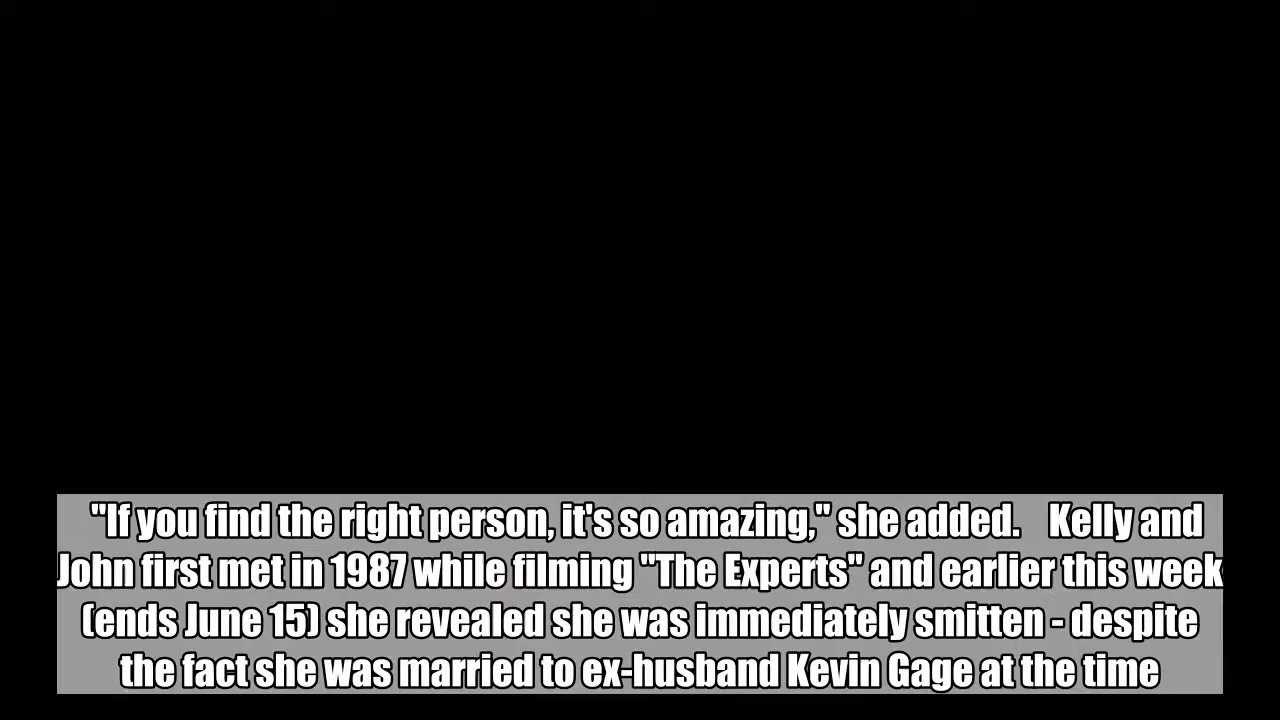 "If you find the right person, it's so amazing," she added.    Kelly and
John first met in 1987 while filming "The Experts" and earlier this week
(ends June 15) she revealed she was immediately smitten - despite
the fact she was married to ex-husband Kevin Gage at the time